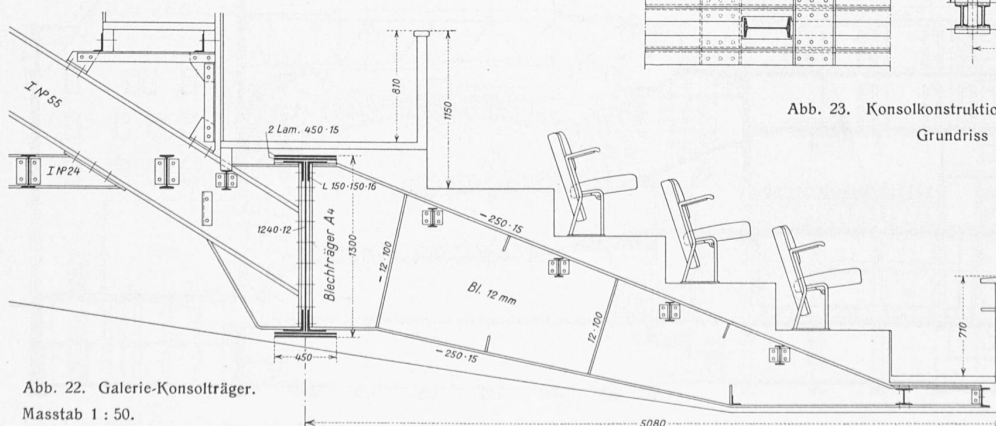 I Nº 55
I Nº 24
2 Lam. 450·15
810
1150
L 150·150·16
1240·12
Blechträger A4
1300
–12·100
–250·15
Bl. 12 mm
12·100
–250·15
450
710
5080
Abb. 22. Galerie-Konsolträger.
Masstab 1 : 50.
Abb. 23. Konsolkonstruktio
Grundriss